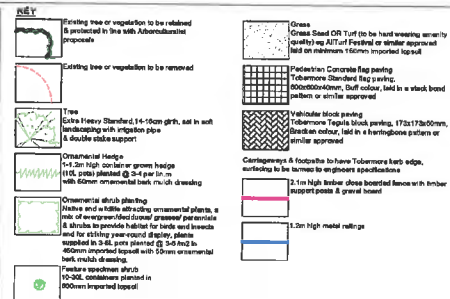 KEY
Existing tree or vegetation to be retained
& protected in line with Arboriculturalist
proposals
Existing tree or vegetation to be removed
Tree
Extra Heavy Standard, 14-16cm girth, set in soft
landscaping with irrigation pipe
& double stake support
Ornamental Hedge
1-1.2m high container grown hedge
(10L pots) planted @ 3-4 per lin.m
with 50mm ornamental bark mulch dressing
Ornamental shrub planting
Native and wildlife attracting ornamental plants, a
mix of evergreen/deciduous/ grasses/ perennials
& shrubs to provide habitat for birds and insects
and for striking year-round display, plants
supplied in 3-5L pots planted @ 3-5 /m2 in
450mm imported topsoil with 50mm ornamental
bark mulch dressing.
Feature specimen shrub
10-30L containers planted in
600mm imported topsoil
Grass
Grass Seed OR Turf (to be hard wearing amenity
quality) eg AllTurf Festival or similar approved
laid on minimum 150mm imported topsoil
Pedestrian Concrete flag paving
Tobermore Standard flag paving,
600x600x40mm, Buff colour, laid in a stack bond
pattern or similar approved
Vehicular block paving
Tobermore Tegula block paving, 173x173x60mm,
Bracken colour, laid in a herringbone pattern or
similar approved
Carriageways & footpaths to have Tobermore kerb edge,
surfacing to be tarmac to engineers specifications
2.1m high timber close boarded fence with timber
support posts & gravel board
1.2m high metal railings